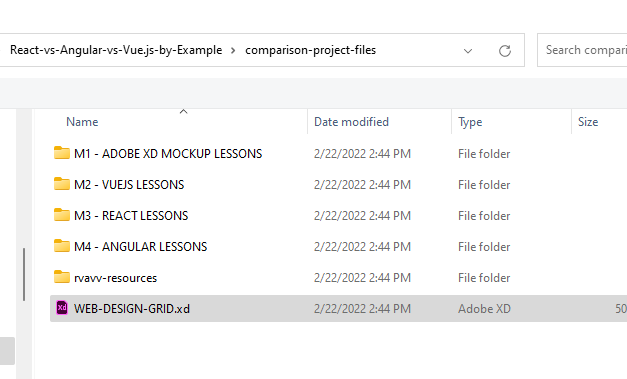 React-vs-Angular-vs-Vue.js-by-Example > comparison-project-files
Search compari
Name Date modified Type Size
M1 - ADOBE XD MOCKUP LESSONS 2/22/2022 2:44 PM File folder
M2 - VUEJS LESSONS 2/22/2022 2:44 PM File folder
M3 - REACT LESSONS 2/22/2022 2:44 PM File folder
M4 - ANGULAR LESSONS 2/22/2022 2:44 PM File folder
rvavv-resources 2/22/2022 2:44 PM File folder
Xd WEB-DESIGN-GRID.xd 2/22/2022 2:44 PM Adobe XD 50